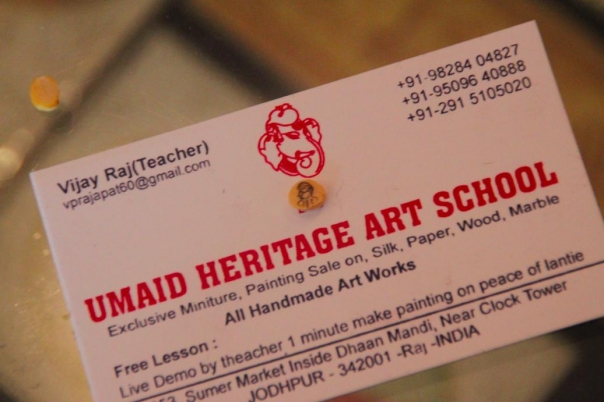 +91-98284 04827
+91-95096 40888
+91-291 5105020
Vijay Raj(Teacher)
vprajapat60@gmail.com
UMAID HERITAGE ART SCHOOL
Exclusive Miniture, Painting Sale on, Silk, Paper, Wood, Marble
All Handmade Art Works
Free Lesson :
Live Demo by theacher 1 minute make painting on peace of lantie
Sumer Market Inside Dhaan Mandi, Near Clock Tower
JODHPUR - 342001 -Raj -INDIA